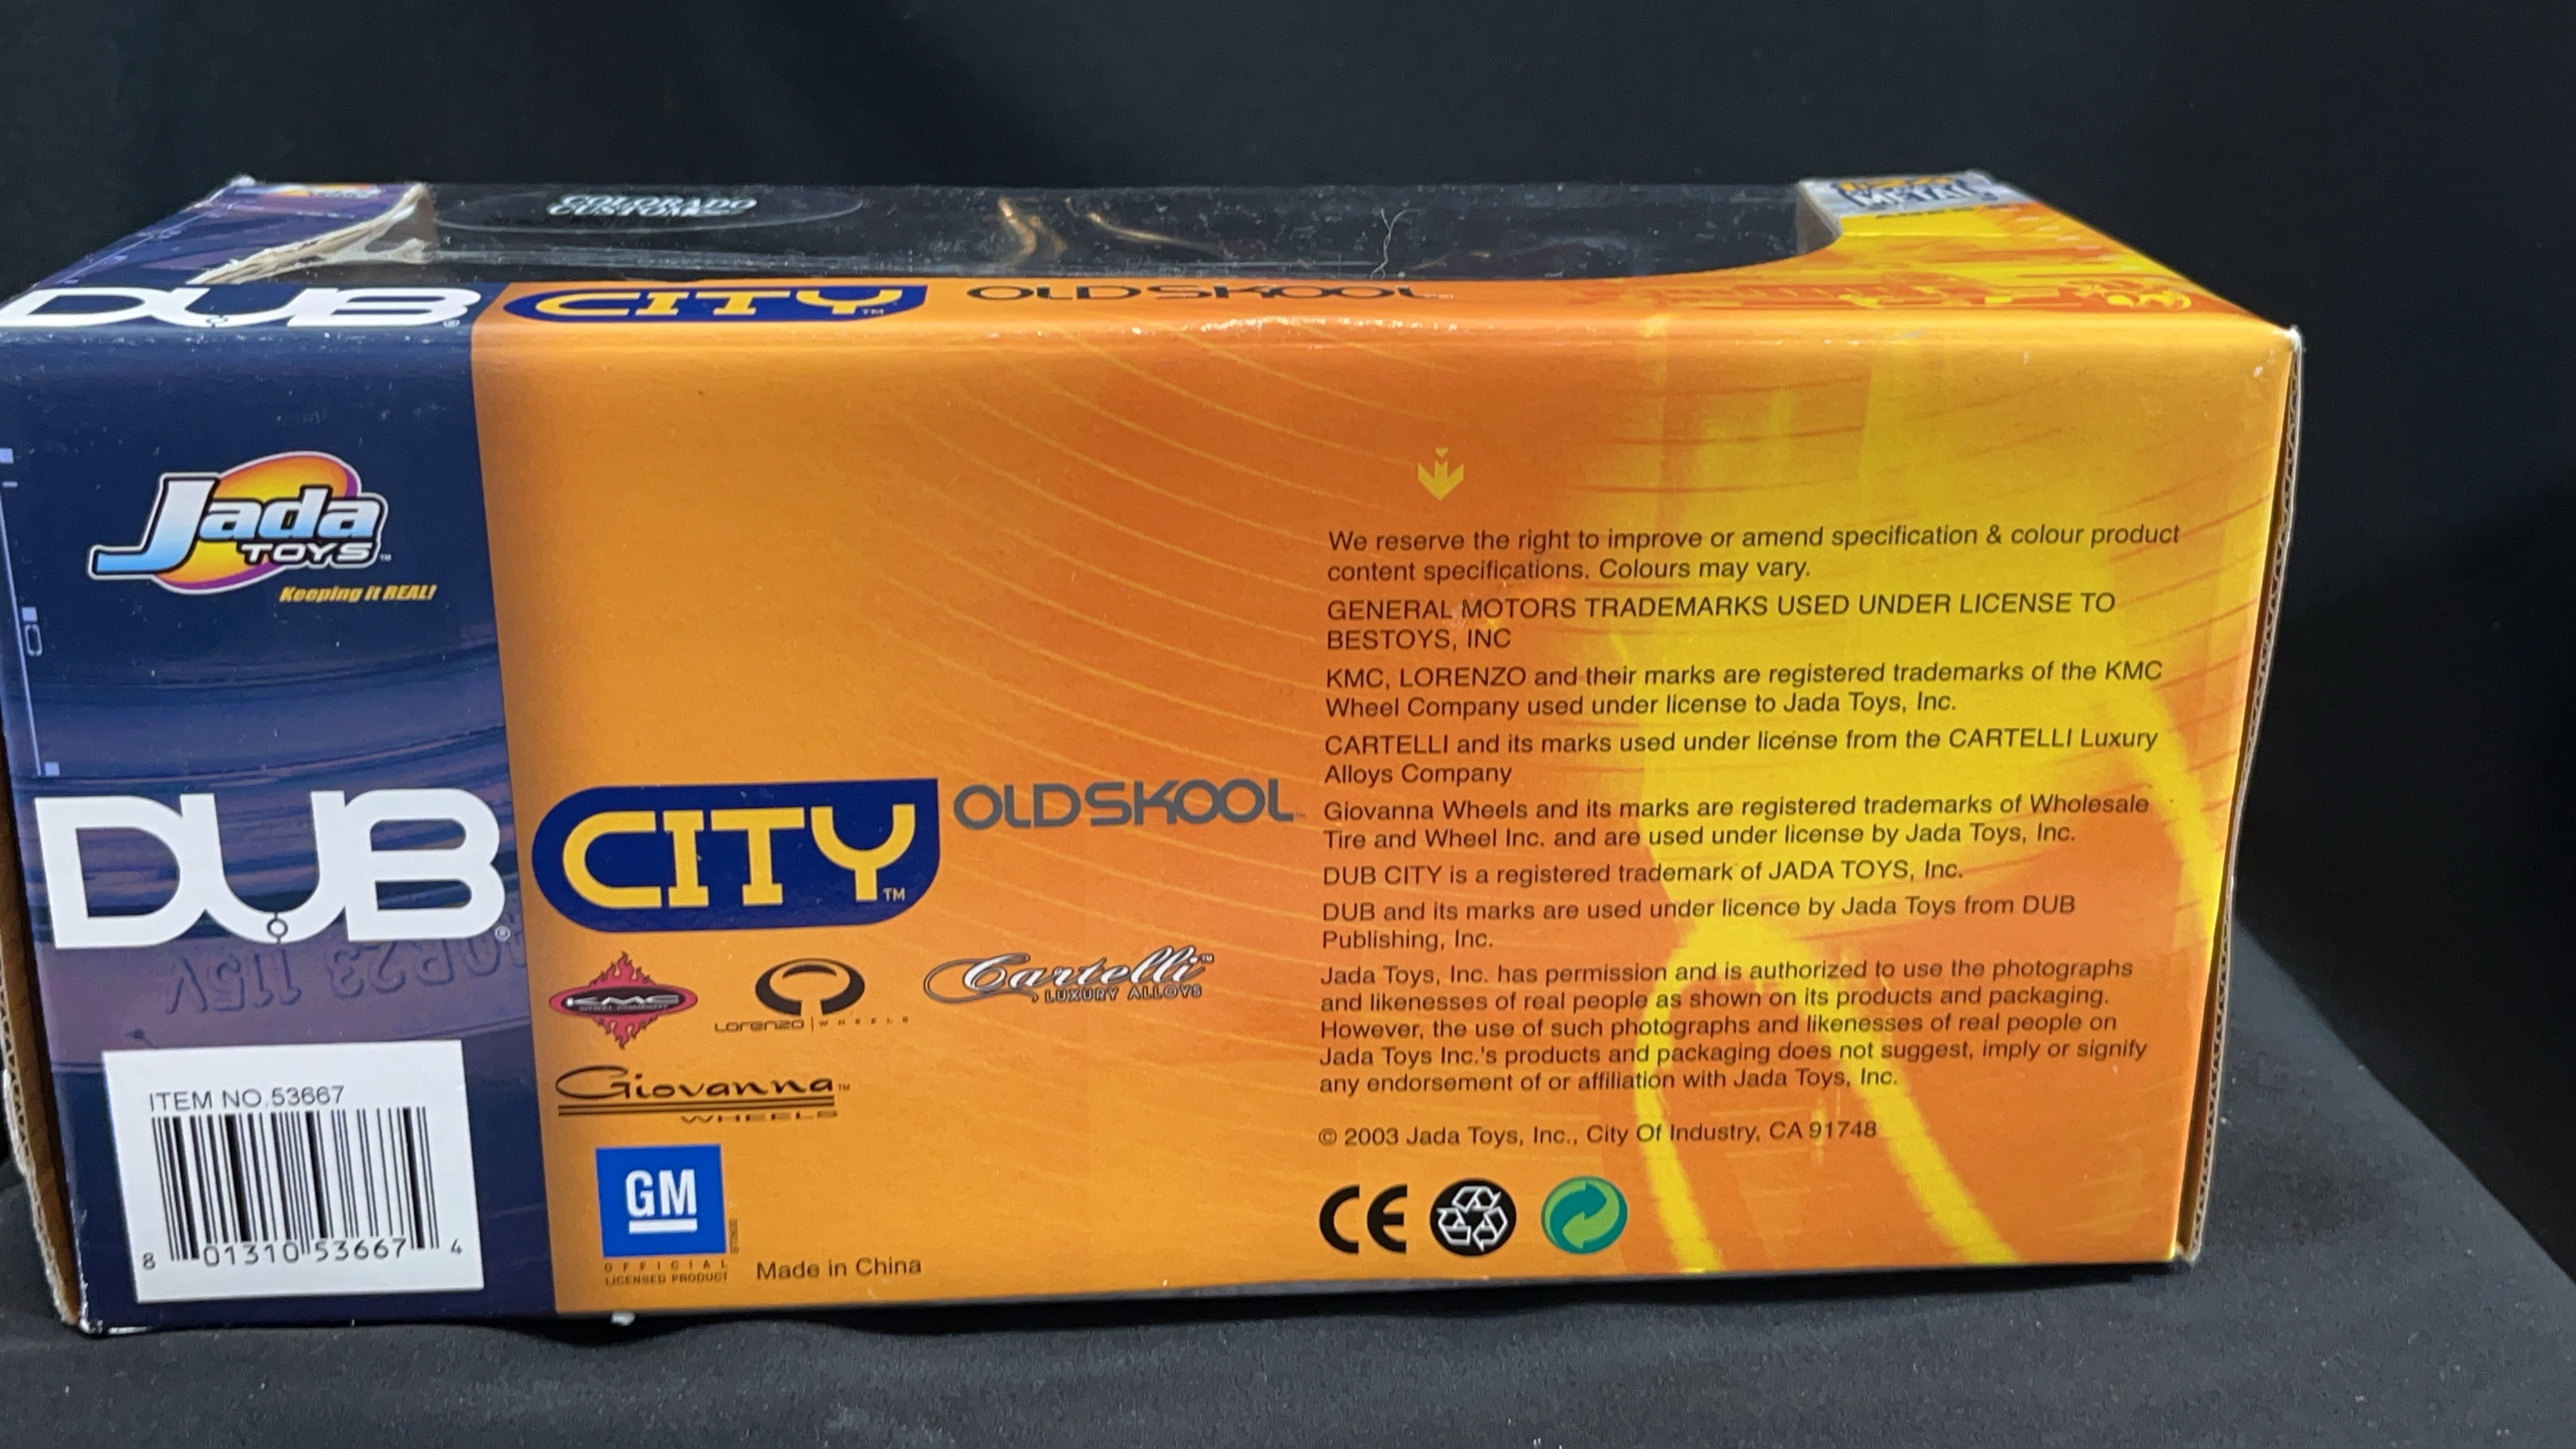 COLORADO
CUSTOM
METAL
DUB®
CITY™
OLDSKOOL
Jada
TOYS™
Keeping it REAL!
DUB®
CITY™
OLDSKOOL
KMC
LORENZO | WHEELS
Cartelli™
LUXURY ALLOYS
Giovanna™
WHEELS
GM
OFFICIAL
LICENSED PRODUCT
Made in China
ITEM NO.53667
8 01310 53667 4
We reserve the right to improve or amend specification & colour product
content specifications. Colours may vary.
GENERAL MOTORS TRADEMARKS USED UNDER LICENSE TO
BESTOYS, INC
KMC, LORENZO and their marks are registered trademarks of the KMC
Wheel Company used under license to Jada Toys, Inc.
CARTELLI and its marks used under license from the CARTELLI Luxury
Alloys Company
Giovanna Wheels and its marks are registered trademarks of Wholesale
Tire and Wheel Inc. and are used under license by Jada Toys, Inc.
DUB CITY is a registered trademark of JADA TOYS, Inc.
DUB and its marks are used under licence by Jada Toys from DUB
Publishing, Inc.
Jada Toys, Inc. has permission and is authorized to use the photographs
and likenesses of real people as shown on its products and packaging.
However, the use of such photographs and likenesses of real people on
Jada Toys Inc.'s products and packaging does not suggest, imply or signify
any endorsement of or affiliation with Jada Toys, Inc.
© 2003 Jada Toys, Inc., City Of Industry, CA 91748
CE